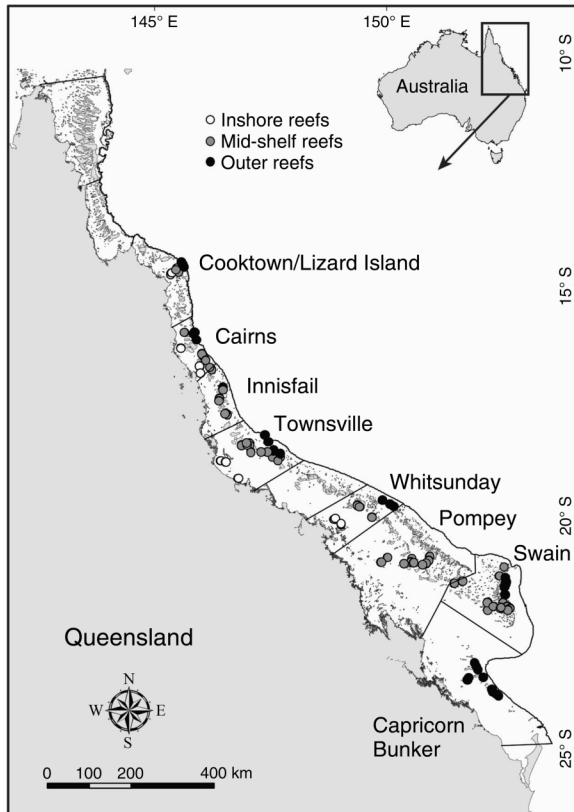 145° E 150° E
10° S
Australia
Inshore reefs
Mid-shelf reefs
Outer reefs
Cooktown/Lizard Island
15° S
Cairns
Innisfail
Townsville
Whitsunday
20° S
Pompey
Swain
Queensland
N
W E
S
Capricorn
Bunker
25° S
0 100 200 400 km